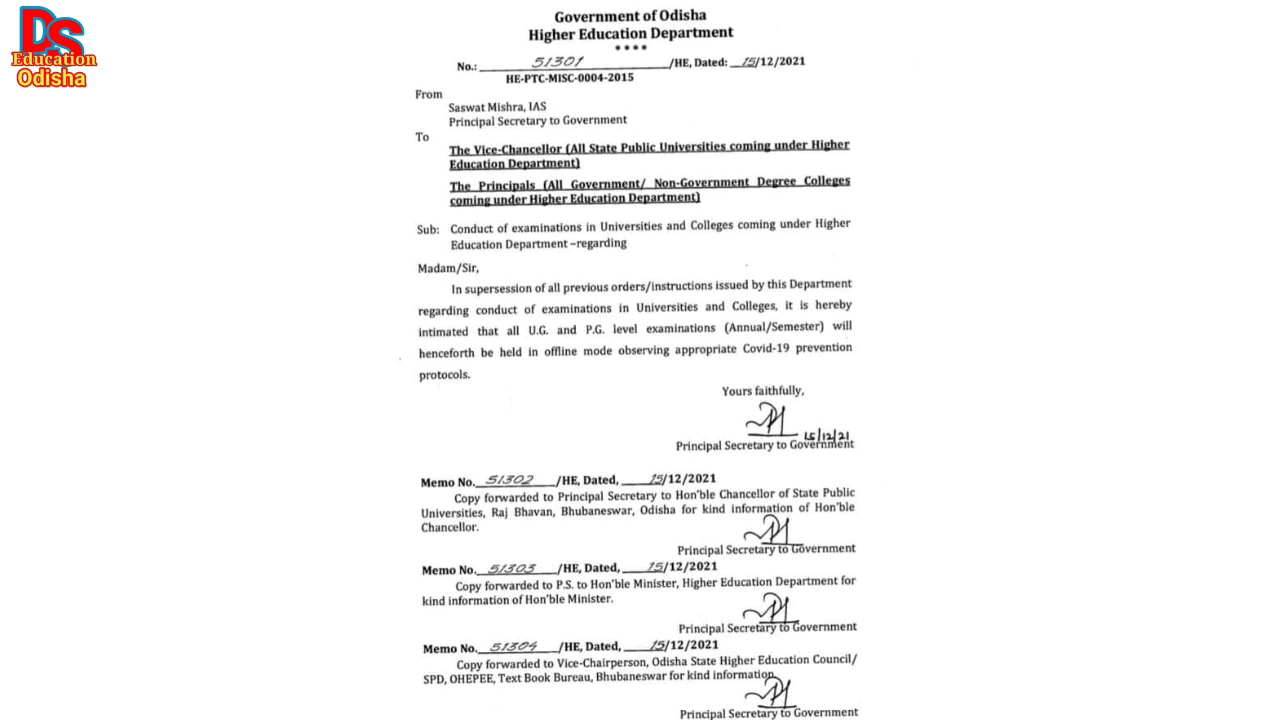 DS
Education
Odisha
Government of Odisha
Higher Education Department
****
No.: 51301 /HE, Dated: 15/12/2021
HE-PTC-MISC-0004-2015
From
Saswat Mishra, IAS
Principal Secretary to Government
To
The Vice-Chancellor (All State Public Universities coming under Higher
Education Department)
The Principals (All Government/ Non-Government Degree Colleges
coming under Higher Education Department)
Sub: Conduct of examinations in Universities and Colleges coming under Higher
Education Department –regarding
Madam/Sir,
In supersession of all previous orders/instructions issued by this Department
regarding conduct of examinations in Universities and Colleges, it is hereby
intimated that all U.G. and P.G. level examinations (Annual/Semester) will
henceforth be held in offline mode observing appropriate Covid-19 prevention
protocols.
Yours faithfully,
15/12/21
Principal Secretary to Government
Memo No. 51302 /HE, Dated, 15/12/2021
Copy forwarded to Principal Secretary to Hon'ble Chancellor of State Public
Universities, Raj Bhavan, Bhubaneswar, Odisha for kind information of Hon'ble
Chancellor.
Principal Secretary to Government
Memo No. 51303 /HE, Dated, 15/12/2021
Copy forwarded to P.S. to Hon'ble Minister, Higher Education Department for
kind information of Hon'ble Minister.
Principal Secretary to Government
Memo No. 51304 /HE, Dated, 15/12/2021
Copy forwarded to Vice-Chairperson, Odisha State Higher Education Council/
SPD, OHEPEE, Text Book Bureau, Bhubaneswar for kind information.
Principal Secretary to Government